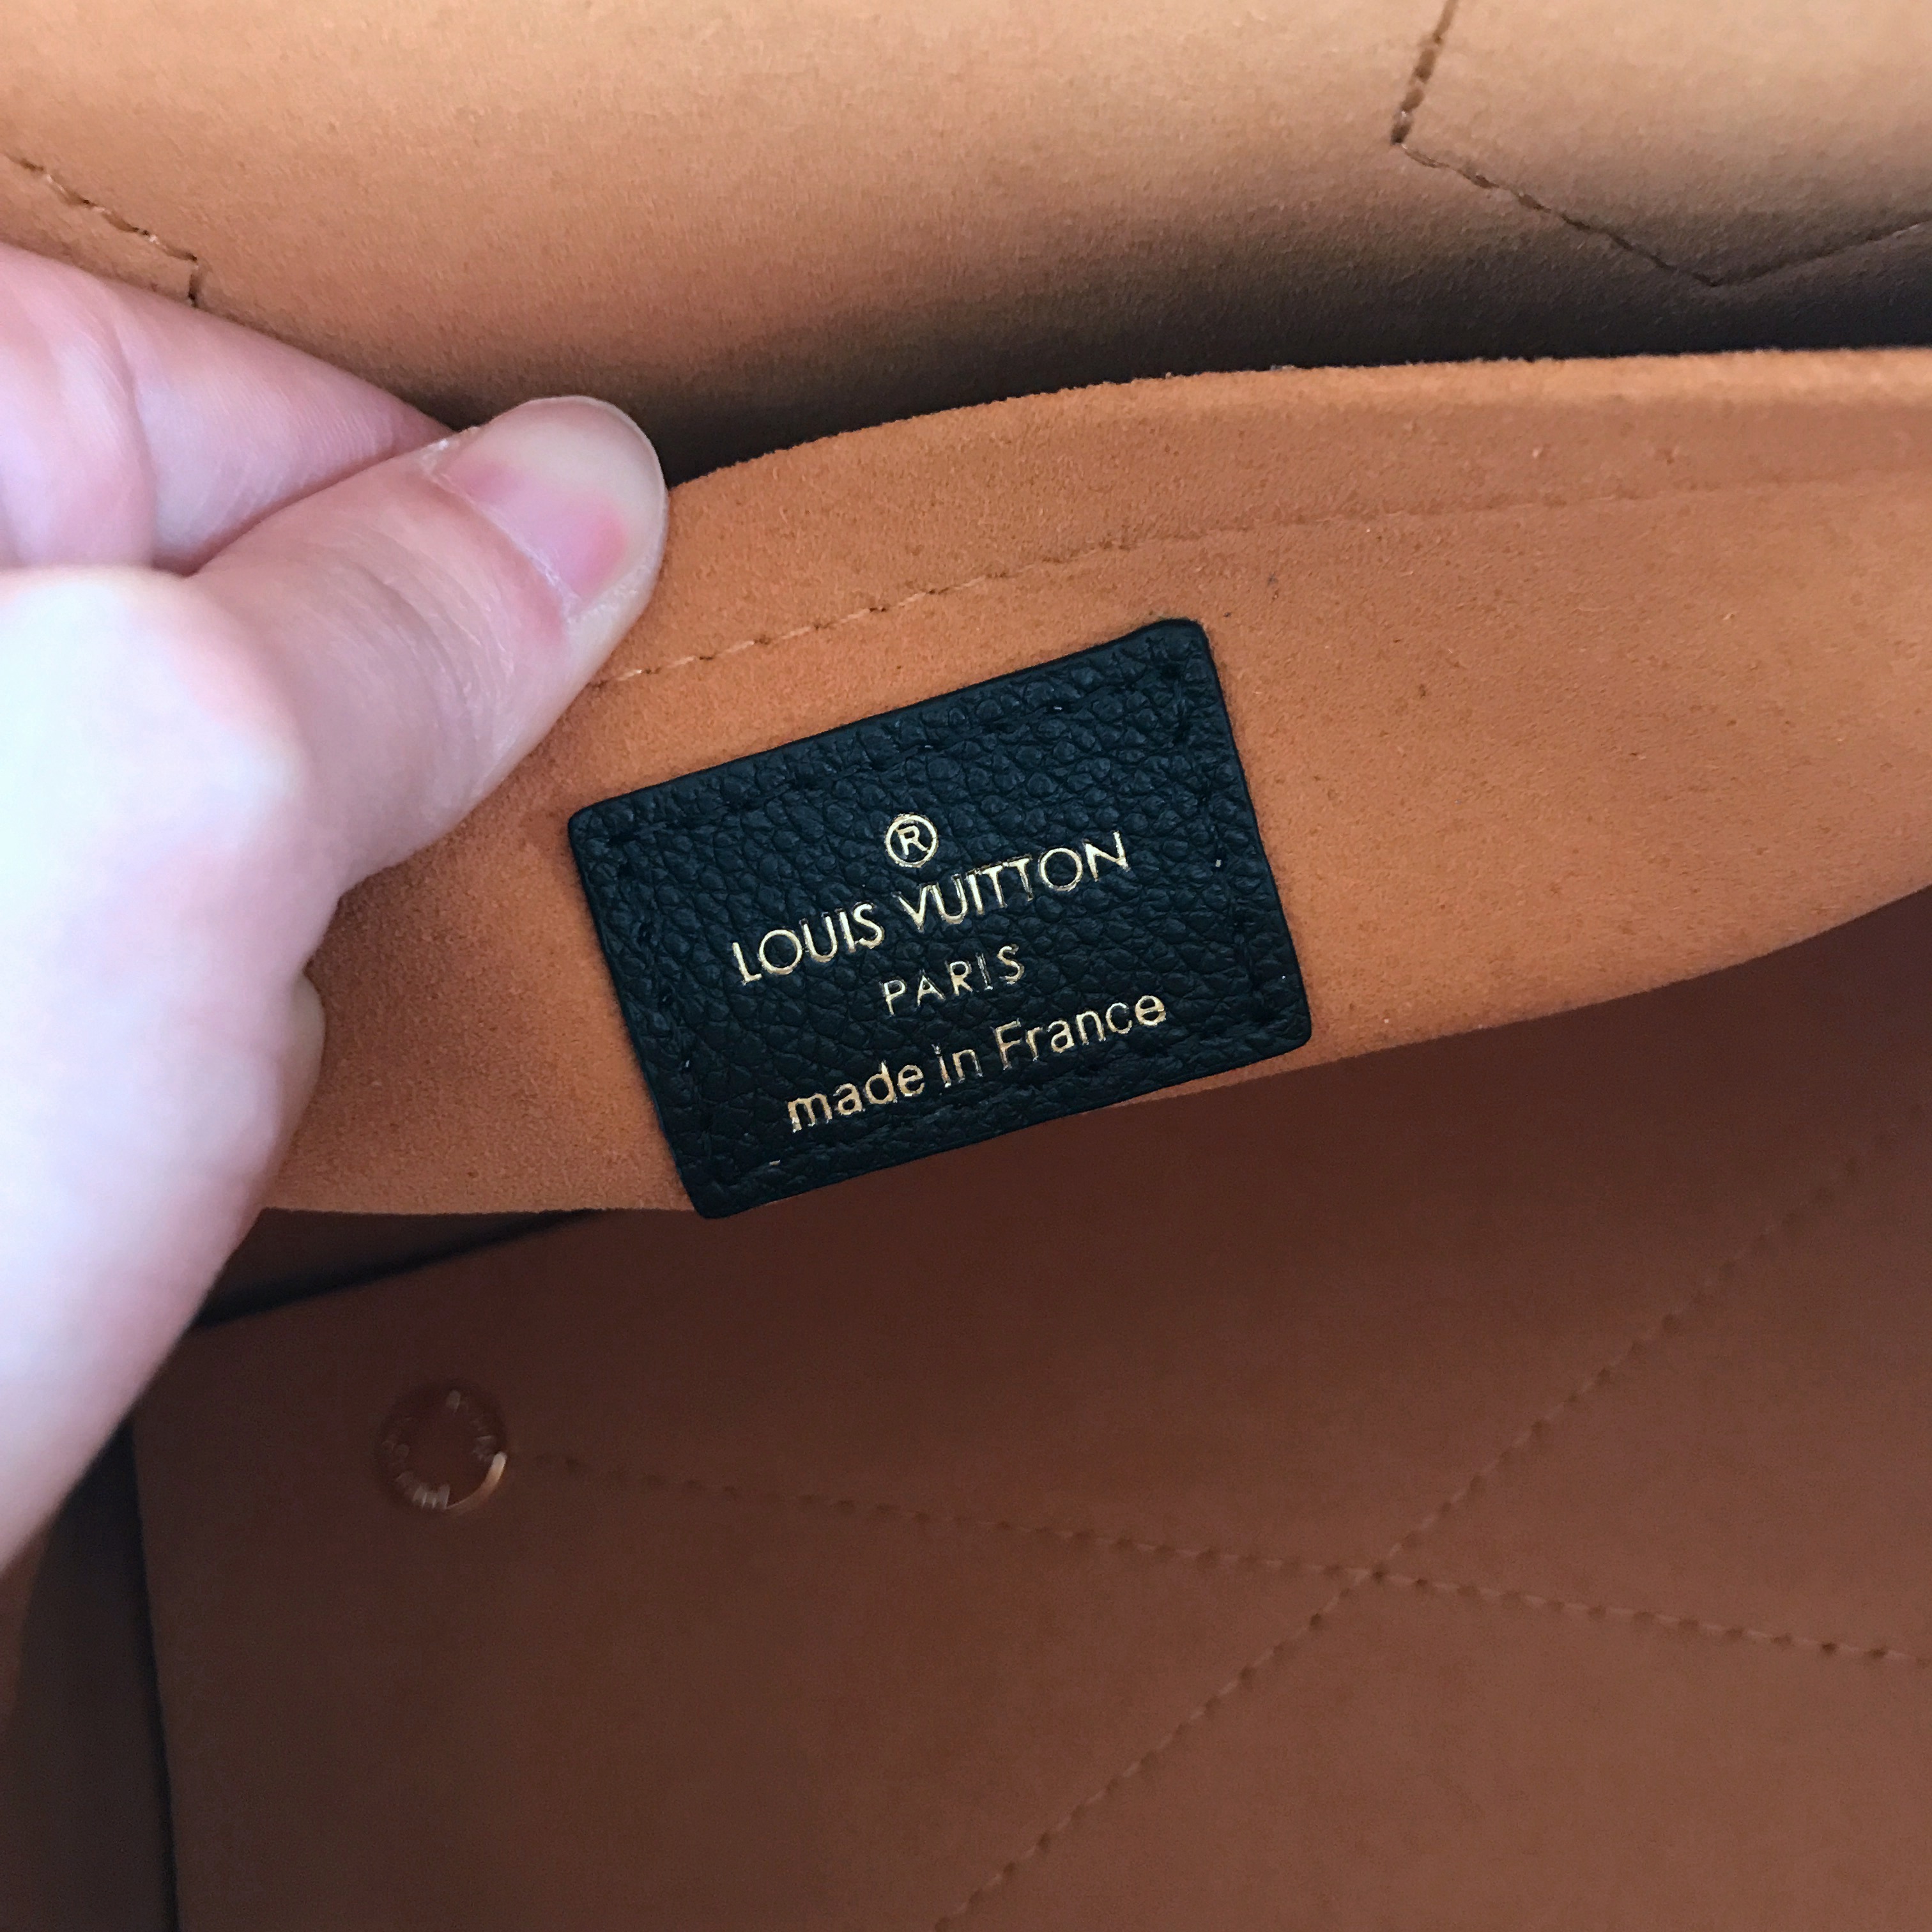 ®
LOUIS VUITTON
PARIS
made in France